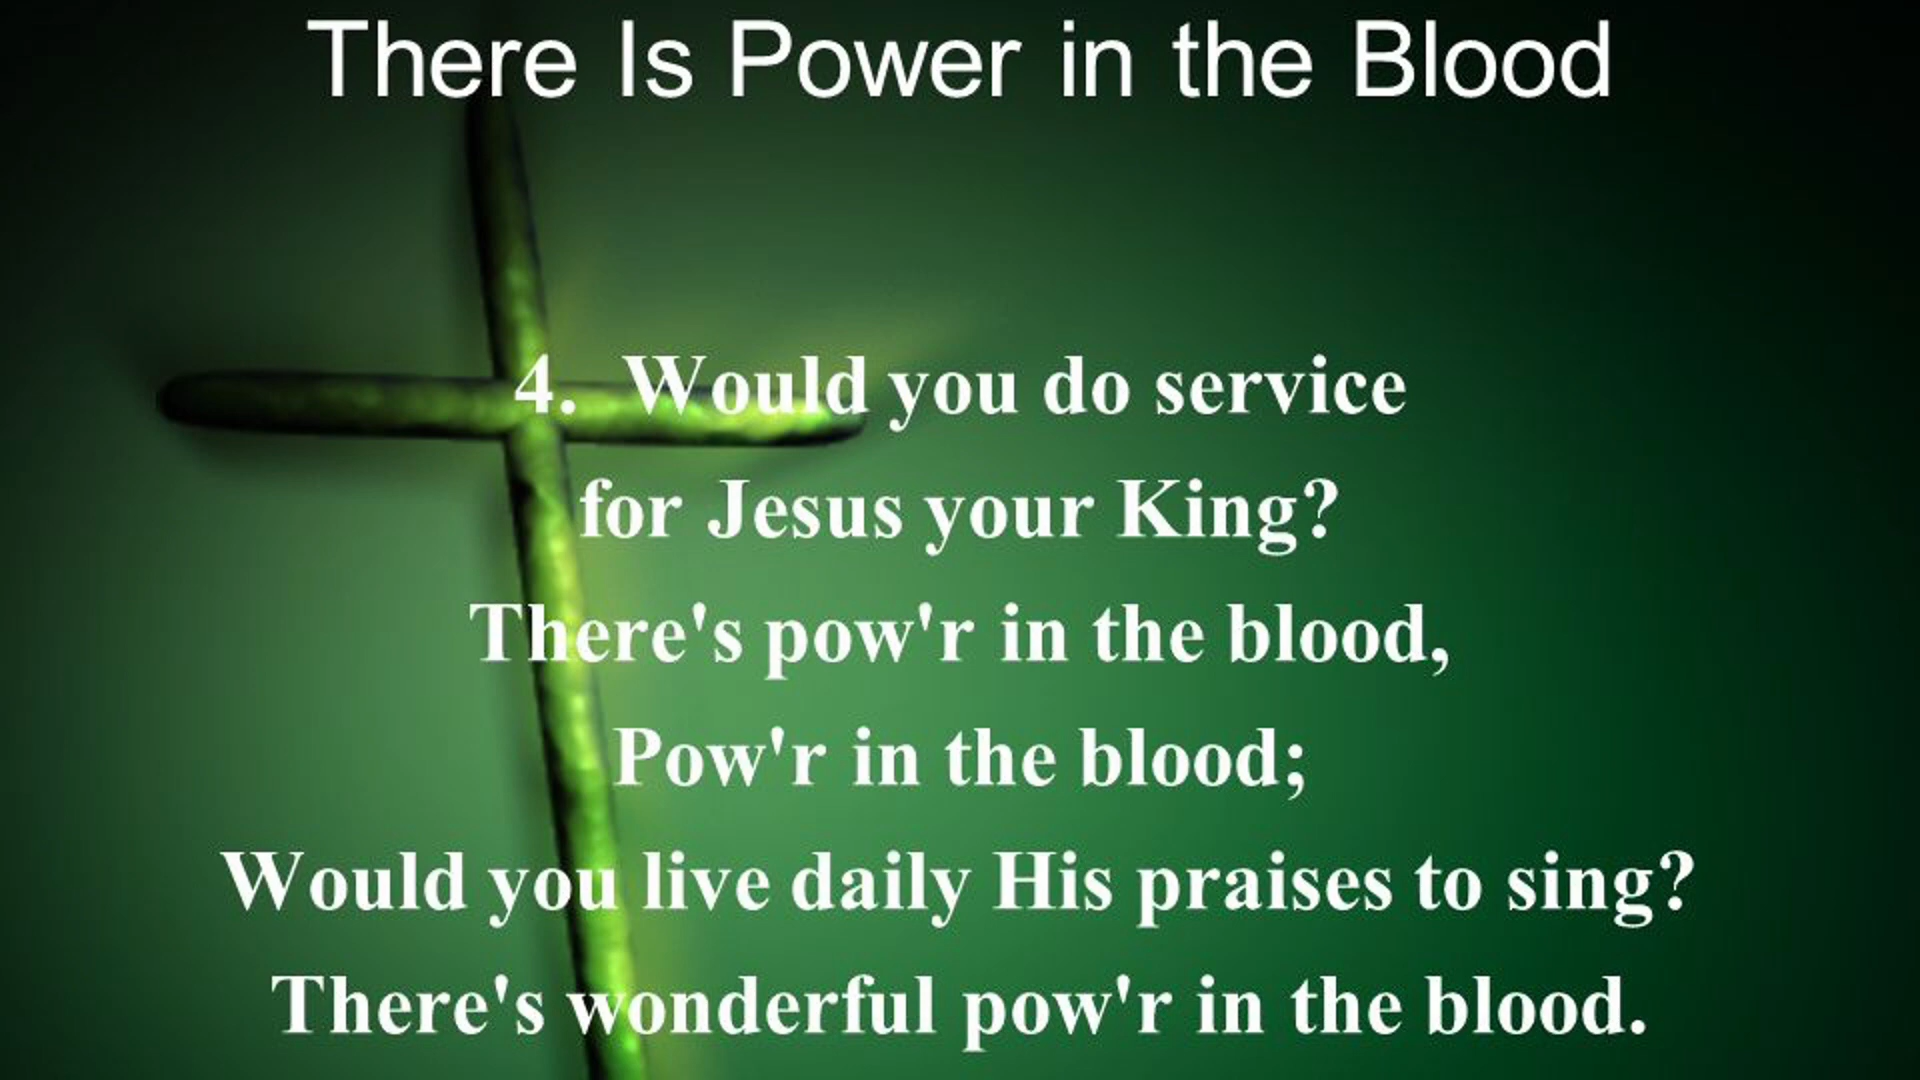 There Is Power in the Blood
4. Would you do service
for Jesus your King?
There's pow'r in the blood,
Pow'r in the blood;
Would you live daily His praises to sing?
There's wonderful pow'r in the blood.